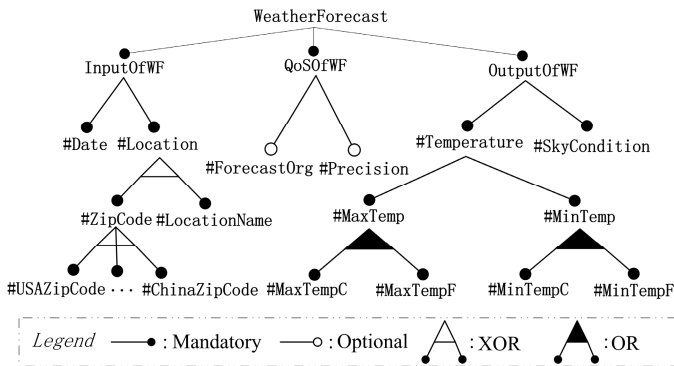 WeatherForecast
InputOfWF QoSOfWF OutputOfWF
#Date #Location #ForecastOrg #Precision #Temperature #SkyCondition
#ZipCode #LocationName #MaxTemp #MinTemp
#USAZipCode ··· #ChinaZipCode #MaxTempC #MaxTempF #MinTempC #MinTempF
Legend : Mandatory : Optional : XOR : OR